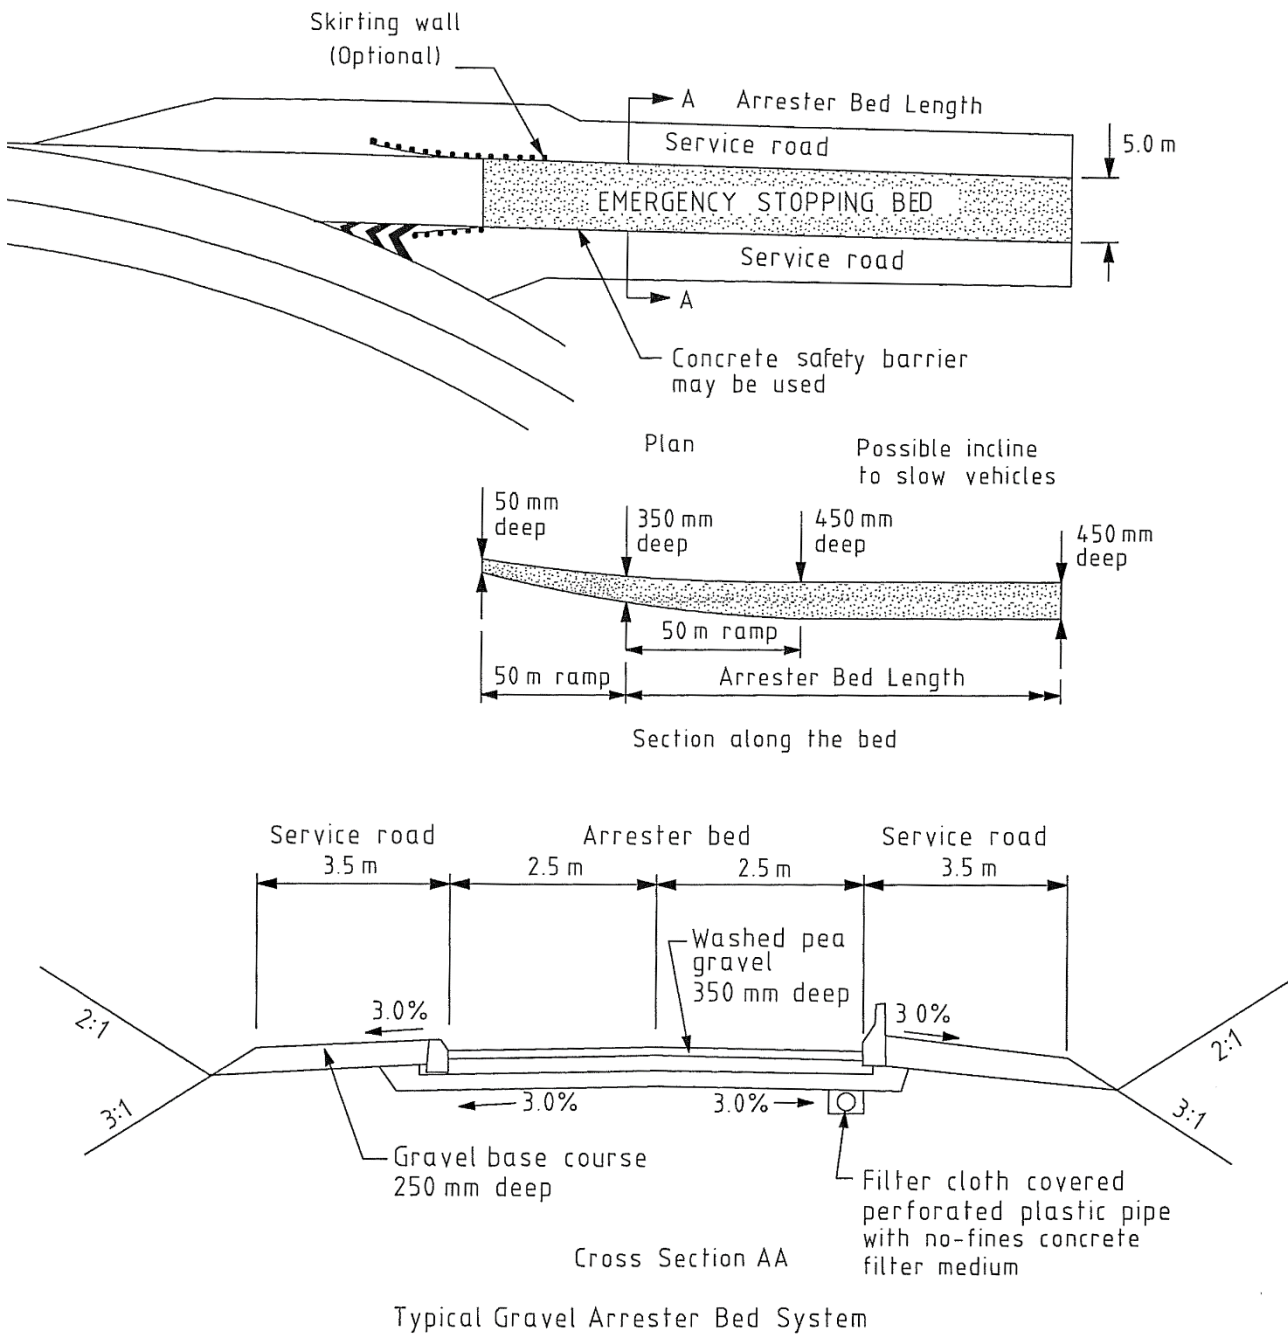 Skirting wall
(Optional)
A
Arrester Bed Length
Service road
5.0 m
EMERGENCY STOPPING BED
Service road
A
Concrete safety barrier
may be used
Plan
Possible incline
to slow vehicles
50 mm
deep
350 mm
deep
450 mm
deep
450 mm
deep
50 m ramp
50 m ramp
Arrester Bed Length
Section along the bed
Service road
3.5 m
Arrester bed
2.5 m
2.5 m
Service road
3.5 m
Washed pea
gravel
350 mm deep
3.0%
3 0%
2:1
2:1
3:1
3:1
3.0%
3.0%
Gravel base course
250 mm deep
Filter cloth covered
perforated plastic pipe
with no-fines concrete
filter medium
Cross Section AA
Typical Gravel Arrester Bed System